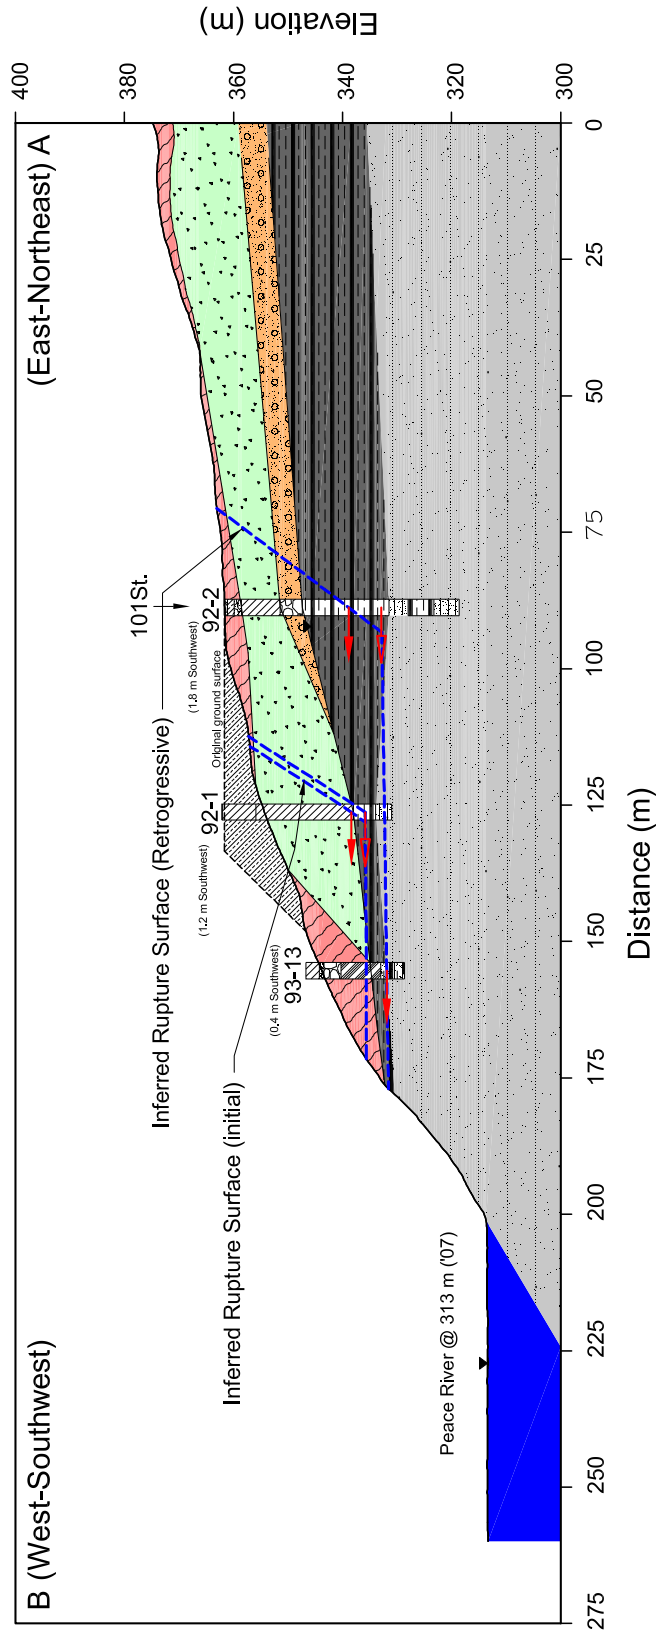 B (West-Southwest)
(East-Northeast) A
Elevation (m)
400
380
360
340
320
300
Inferred Rupture Surface (Retrogressive)
101St.
Inferred Rupture Surface (initial)
92-2
(1.8 m Southwest)
Original ground surface
92-1
(1.2 m Southwest)
93-13
(0.4 m Southwest)
Peace River @ 313 m ('07)
275
250
225
200
175
150
125
100
75
50
25
0
Distance (m)